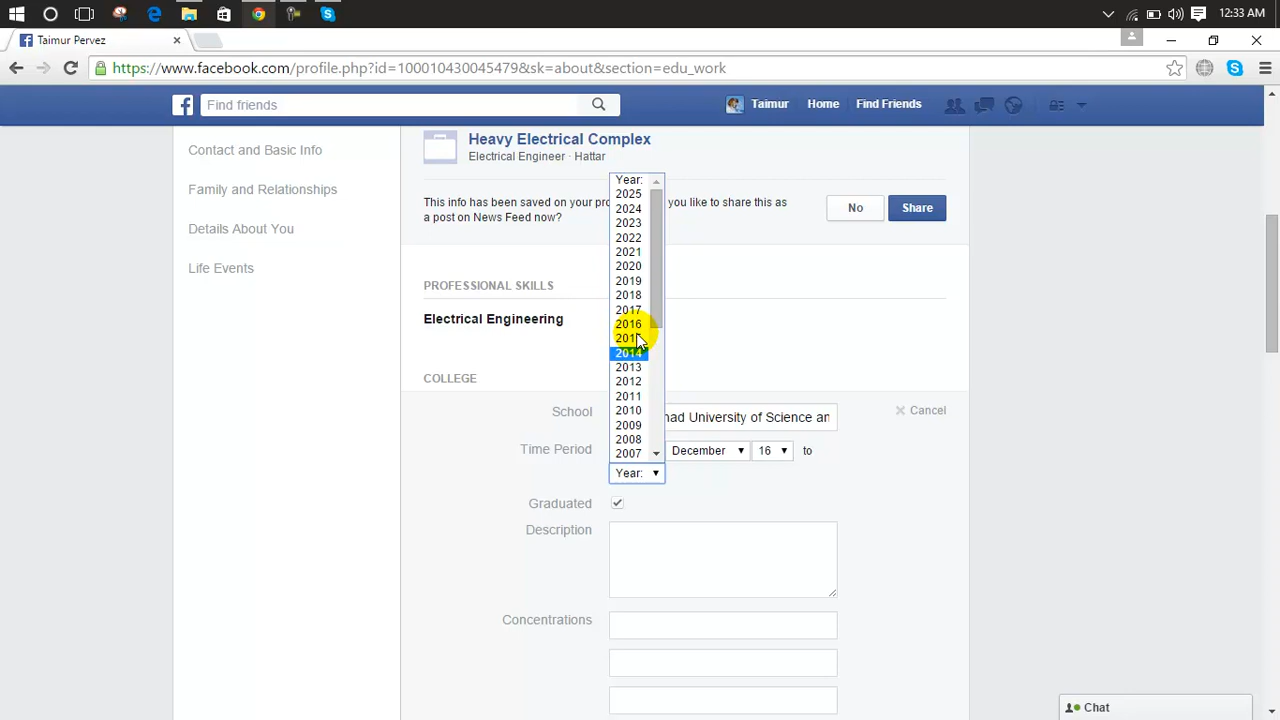 12:33 AM
Taimur Pervez
https://www.facebook.com/profile.php?id=100010430045479&sk=about&section=edu_work
Find friends
Taimur
Home
Find Friends
Contact and Basic Info
Family and Relationships
Details About You
Life Events
Heavy Electrical Complex
Electrical Engineer · Hattar
This info has been saved on your you like to share this as
a post on News Feed now?
No
Share
Year:
2025
2024
2023
2022
2021
2020
2019
2018
2017
2016
2014
2013
2012
2011
2010
2009
2008
2007
Year:
PROFESSIONAL SKILLS
Electrical Engineering
COLLEGE
School
University of Science
Cancel
Time Period
December
16
to
Graduated
Description
Concentrations
Chat